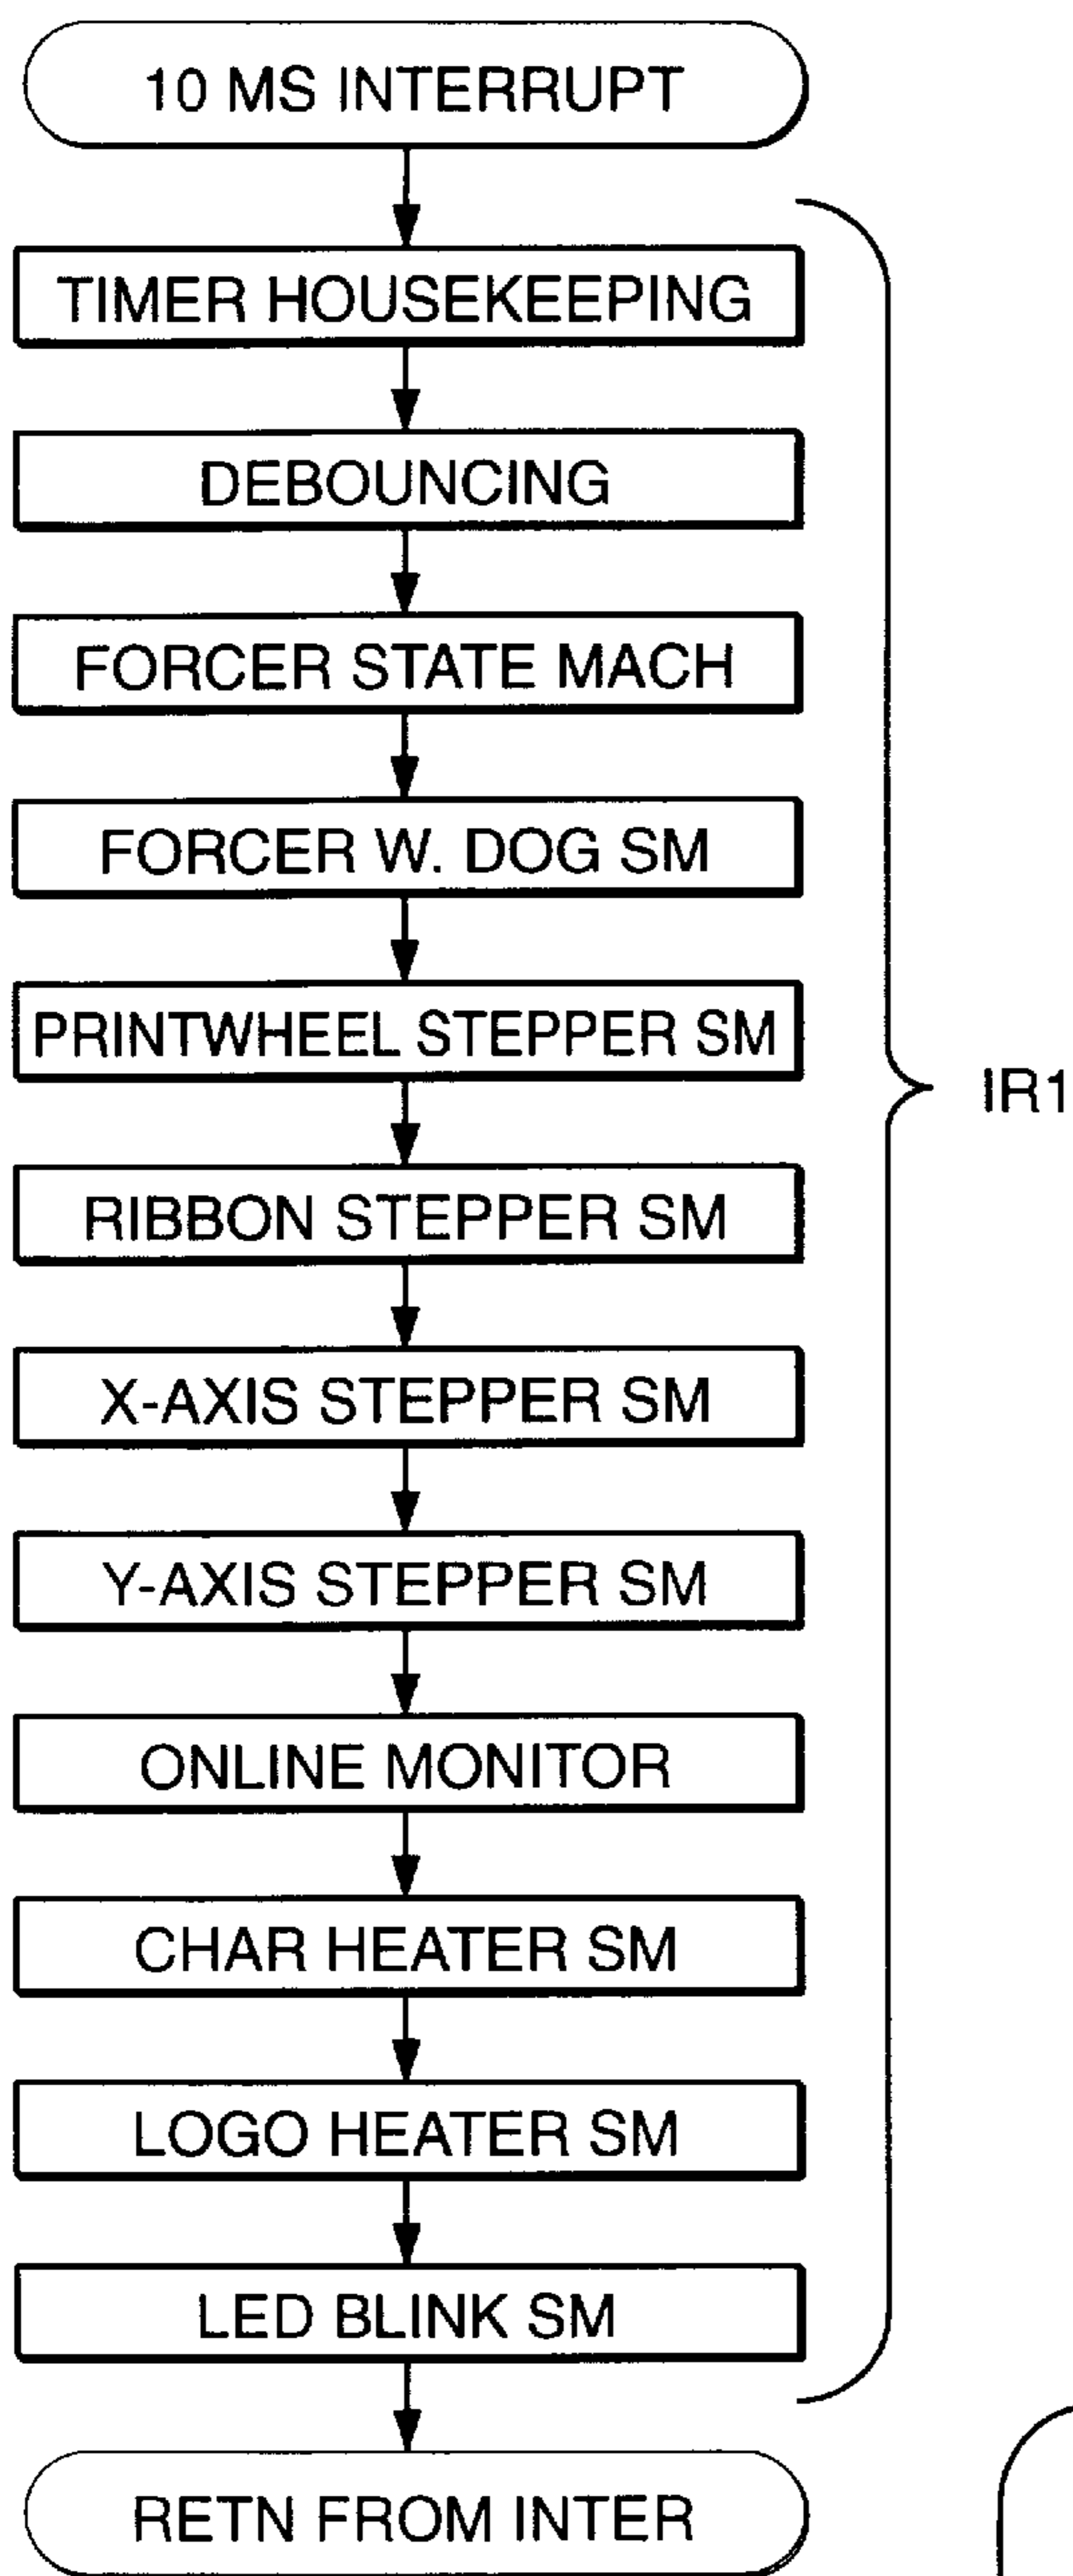 10 MS INTERRUPT
TIMER HOUSEKEEPING
DEBOUNCING
FORCER STATE MACH
FORCER W. DOG SM
PRINTWHEEL STEPPER SM
IR1
RIBBON STEPPER SM
X-AXIS STEPPER SM
Y-AXIS STEPPER SM
ONLINE MONITOR
CHAR HEATER SM
LOGO HEATER SM
LED BLINK SM
RETN FROM INTER